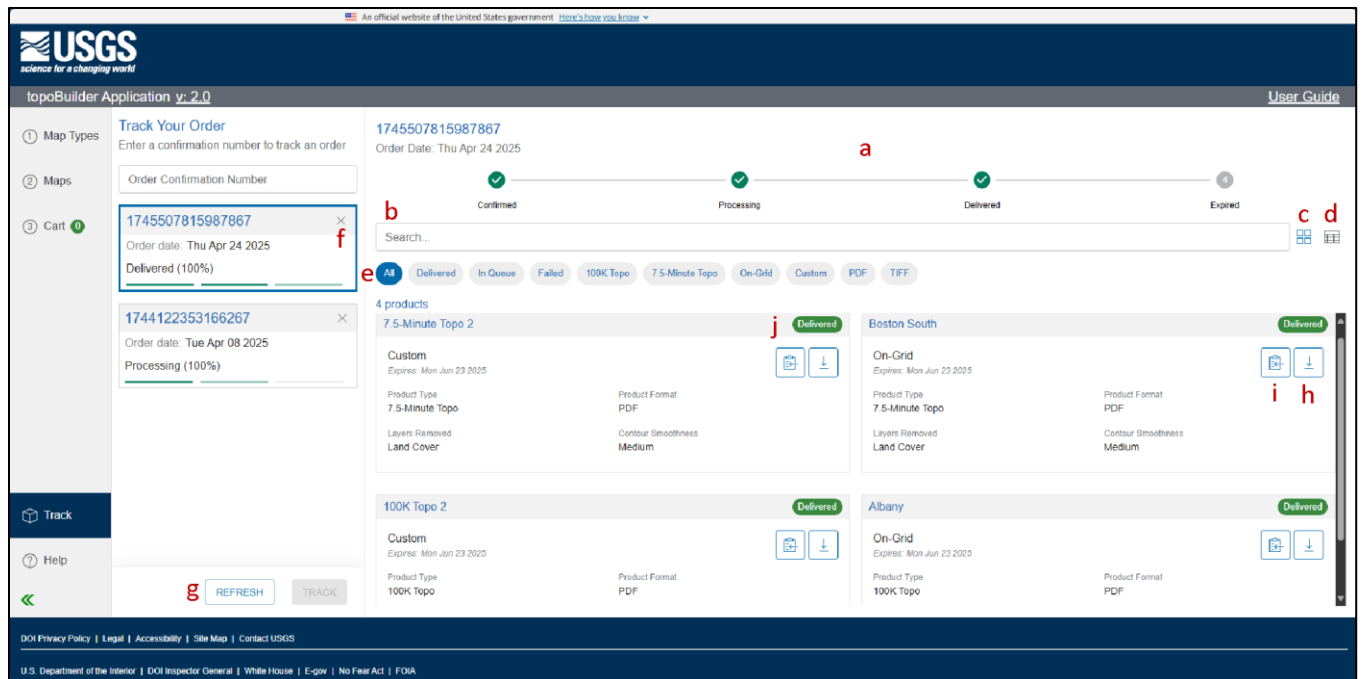 An official website of the United States government Here's how you know
USGS
science for a changing world
topoBuilder Application v: 2.0
User Guide
1 Map Types
2 Maps
3 Cart 0
Track
Help
Track Your Order
Enter a confirmation number to track an order
Order Confirmation Number
1745507815987867
f
Order date: Thu Apr 24 2025
Delivered (100%)
1744122353166267
Order date: Tue Apr 08 2025
Processing (100%)
g REFRESH TRACK
1745507815987867
Order Date: Thu Apr 24 2025
a
4
Confirmed Processing Delivered Expired
b
c d
Search...
e All Delivered In Queue Failed 100K Topo 7.5-Minute Topo On-Grid Custom PDF TIFF
4 products
7.5-Minute Topo 2 j Delivered
Custom
Expires: Mon Jun 23 2025
Product Type Product Format
7.5-Minute Topo PDF
Layers Removed Contour Smoothness
Land Cover Medium
Boston South Delivered
On-Grid
Expires: Mon Jun 23 2025
i h
Product Type Product Format
7.5-Minute Topo PDF
Layers Removed Contour Smoothness
Land Cover Medium
100K Topo 2 Delivered
Custom
Expires: Mon Jun 23 2025
Product Type Product Format
100K Topo PDF
Albany Delivered
On-Grid
Expires: Mon Jun 23 2025
Product Type Product Format
100K Topo PDF
DOI Privacy Policy | Legal | Accessibility | Site Map | Contact USGS
U.S. Department of the Interior | DOI Inspector General | White House | E-gov | No Fear Act | FOIA